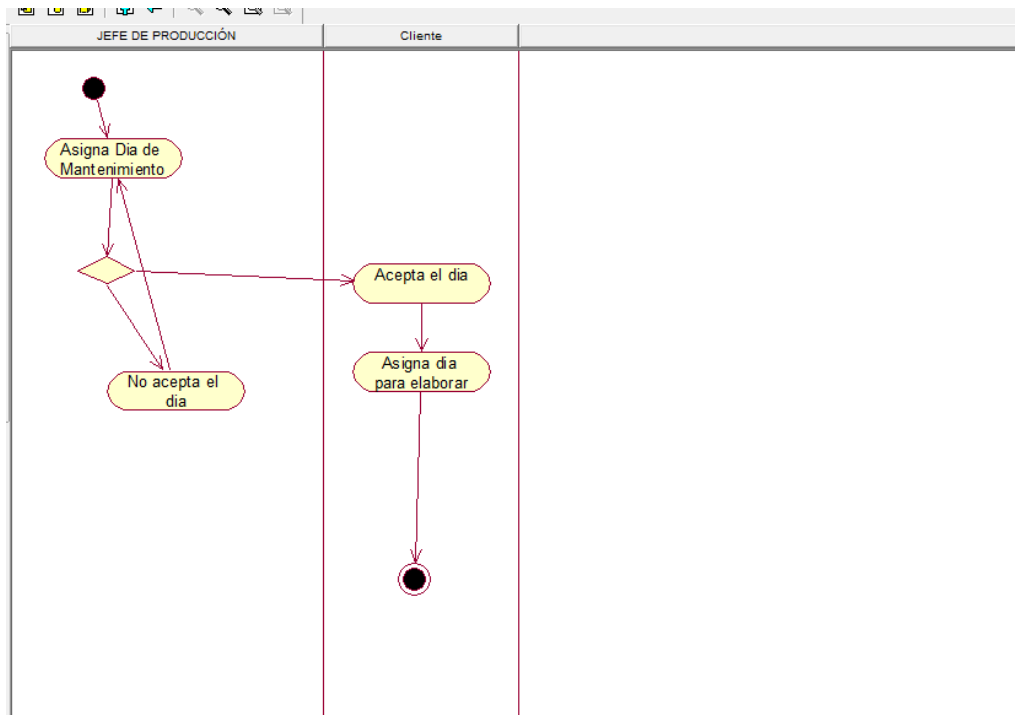 JEFE DE PRODUCCIÓN
Cliente
Asigna Dia de
Mantenimiento
Acepta el dia
Asigna dia
para elaborar
No acepta el
dia